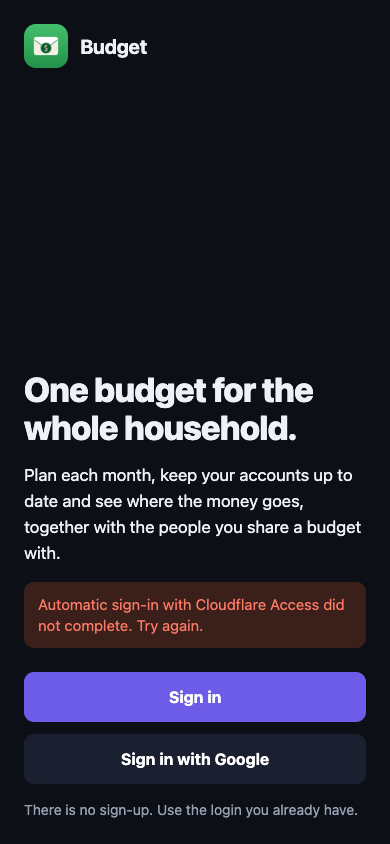 Budget
One budget for the
whole household.
Plan each month, keep your accounts up to
date and see where the money goes,
together with the people you share a budget
with.
Automatic sign-in with Cloudflare Access did
not complete. Try again.
Sign in
Sign in with Google
There is no sign-up. Use the login you already have.